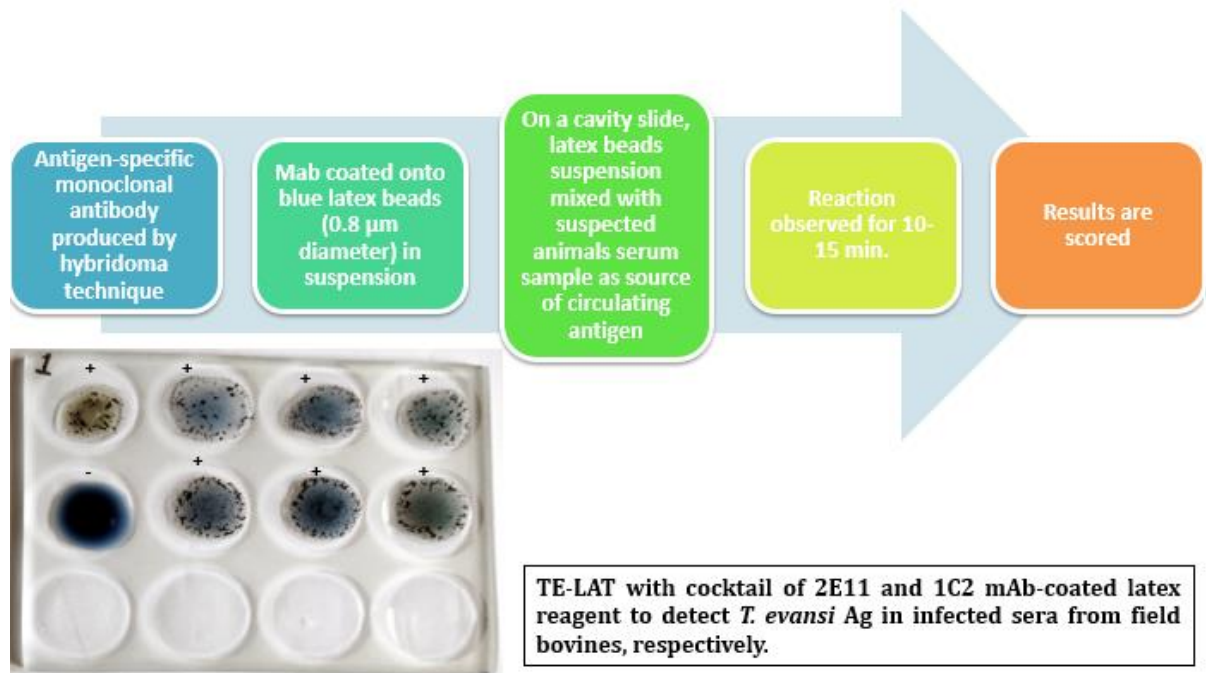 Antigen-specific
monoclonal
antibody
produced by
hybridoma
technique
Mab coated onto
blue latex beads
(0.8 µm
diameter) in
suspension
On a cavity slide,
latex beads
suspension
mixed with
suspected
animals serum
sample as source
of circulating
antigen
Reaction
observed for 10-
15 min.
Results are
scored
1
+ + + +
- + + +
TE-LAT with cocktail of 2E11 and 1C2 mAb-coated latex
reagent to detect T. evansi Ag in infected sera from field
bovines, respectively.